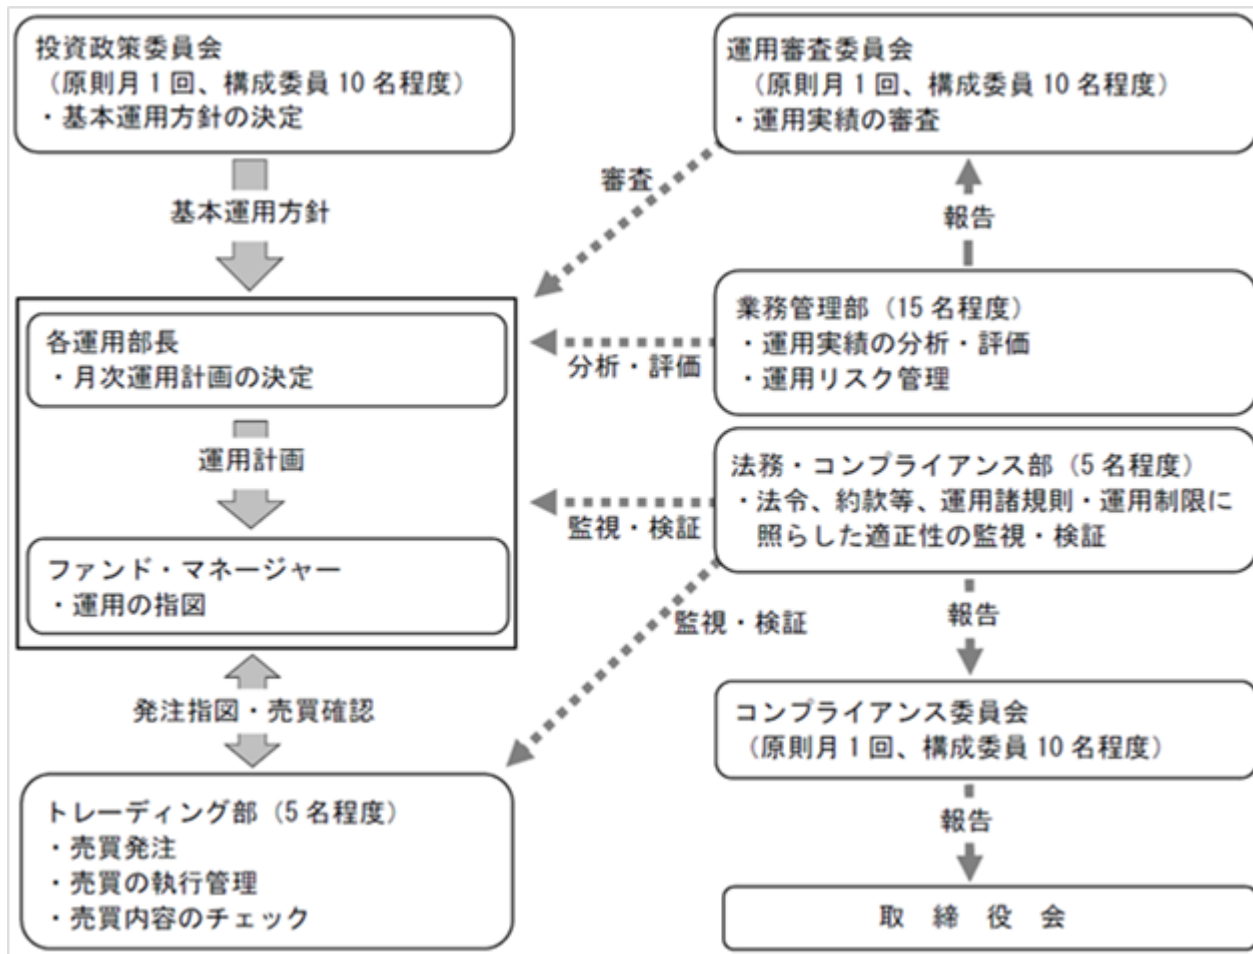 投資政策委員会
（原則月1回、構成委員10名程度）
・基本運用方針の決定
基本運用方針
各運用部長
・月次運用計画の決定
運用計画
ファンド・マネージャー
・運用の指図
発注指図・売買確認
トレーディング部（5名程度）
・売買発注
・売買の執行管理
・売買内容のチェック
運用審査委員会
（原則月1回、構成委員10名程度）
・運用実績の審査
審査
報告
業務管理部（15名程度）
・運用実績の分析・評価
・運用リスク管理
分析・評価
法務・コンプライアンス部（5名程度）
・法令、約款等、運用諸規則・運用制限に
照らした適正性の監視・検証
監視・検証
監視・検証
報告
コンプライアンス委員会
（原則月1回、構成委員10名程度）
報告
取締役会